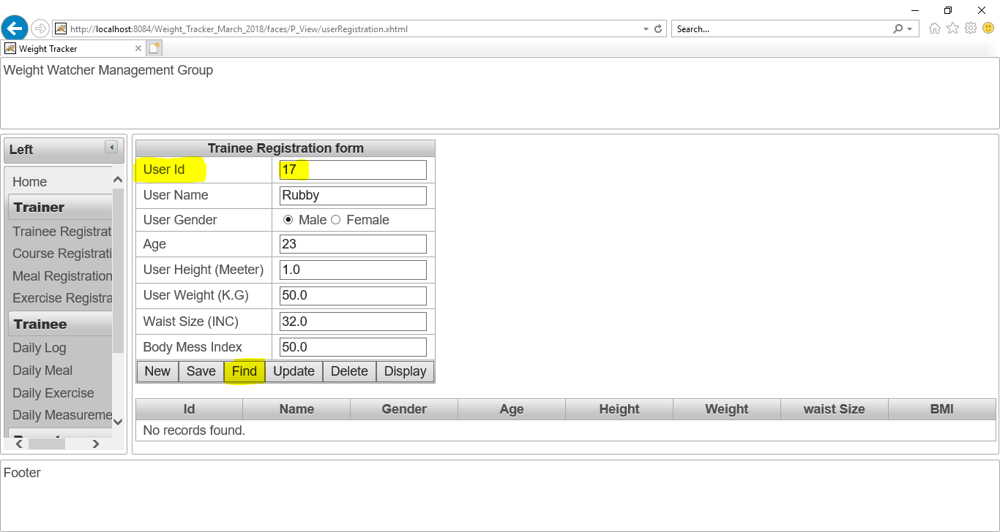 http://localhost:8084/Weight_Tracker_March_2018/faces/P_View/userRegistration.xhtml
Search...
Weight Tracker
Weight Watcher Management Group
Left
Home
Trainer
Trainee Registrat
Course Registrati
Meal Registration
Exercise Registra
Trainee
Daily Log
Daily Meal
Daily Exercise
Daily Measureme
Trainee Registration form
User Id 17
User Name Rubby
User Gender Male Female
Age 23
User Height (Meeter) 1.0
User Weight (K.G) 50.0
Waist Size (INC) 32.0
Body Mess Index 50.0
New Save Find Update Delete Display
Id Name Gender Age Height Weight waist Size BMI
No records found.
Footer